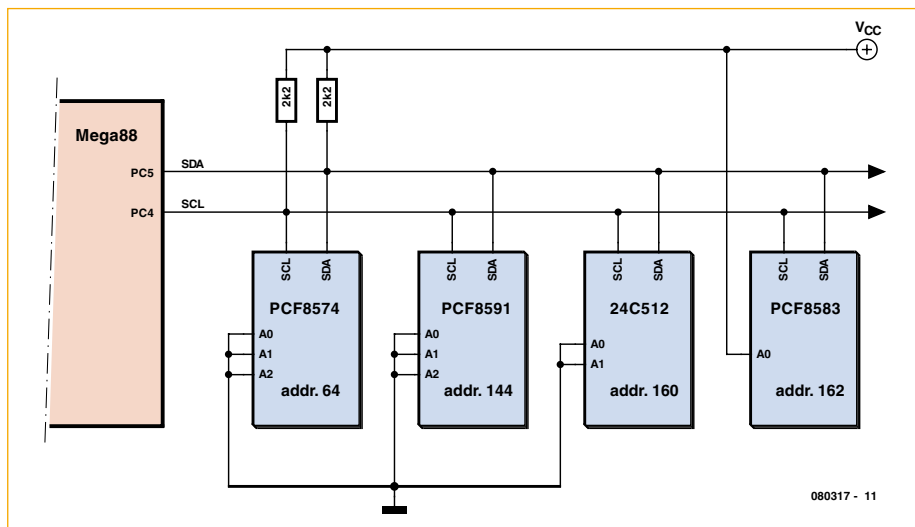 VCC
2k2
2k2
Mega88
PC5
SDA
PC4
SCL
SCL
SDA
PCF8574
A0
A1
A2
addr. 64
SCL
SDA
PCF8591
A0
A1
A2
addr. 144
SCL
SDA
24C512
A0
A1
addr. 160
SCL
SDA
PCF8583
A0
addr. 162
080317 - 11